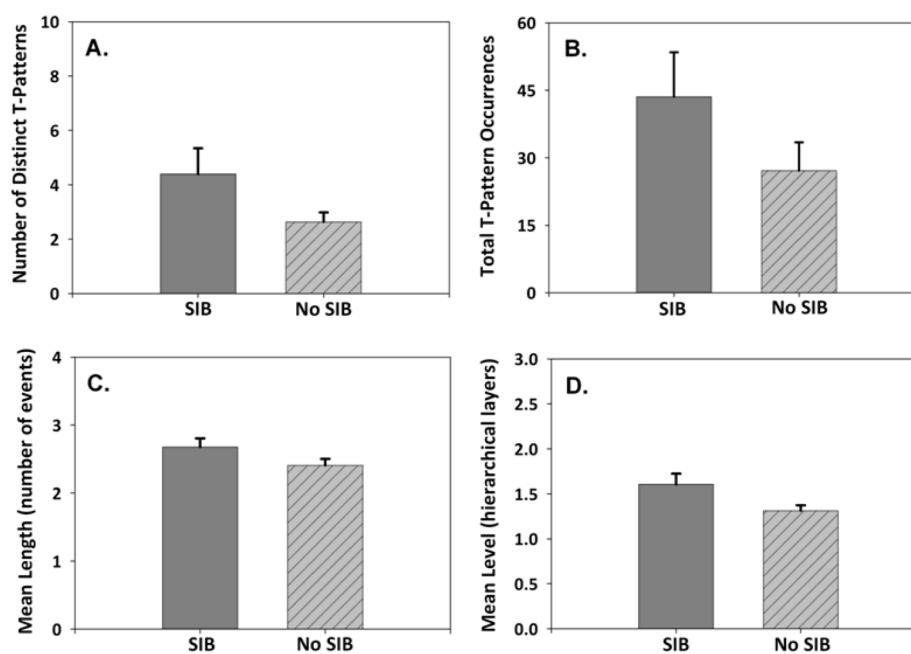 A.
Number of Distinct T-Patterns
10
8
6
4
2
0
SIB
No SIB
B.
Total T-Pattern Occurrences
60
45
30
15
0
SIB
No SIB
C.
Mean Length (number of events)
4
3
2
1
0
SIB
No SIB
D.
Mean Level (hierarchical layers)
3.0
2.5
2.0
1.5
1.0
0.5
0.0
SIB
No SIB